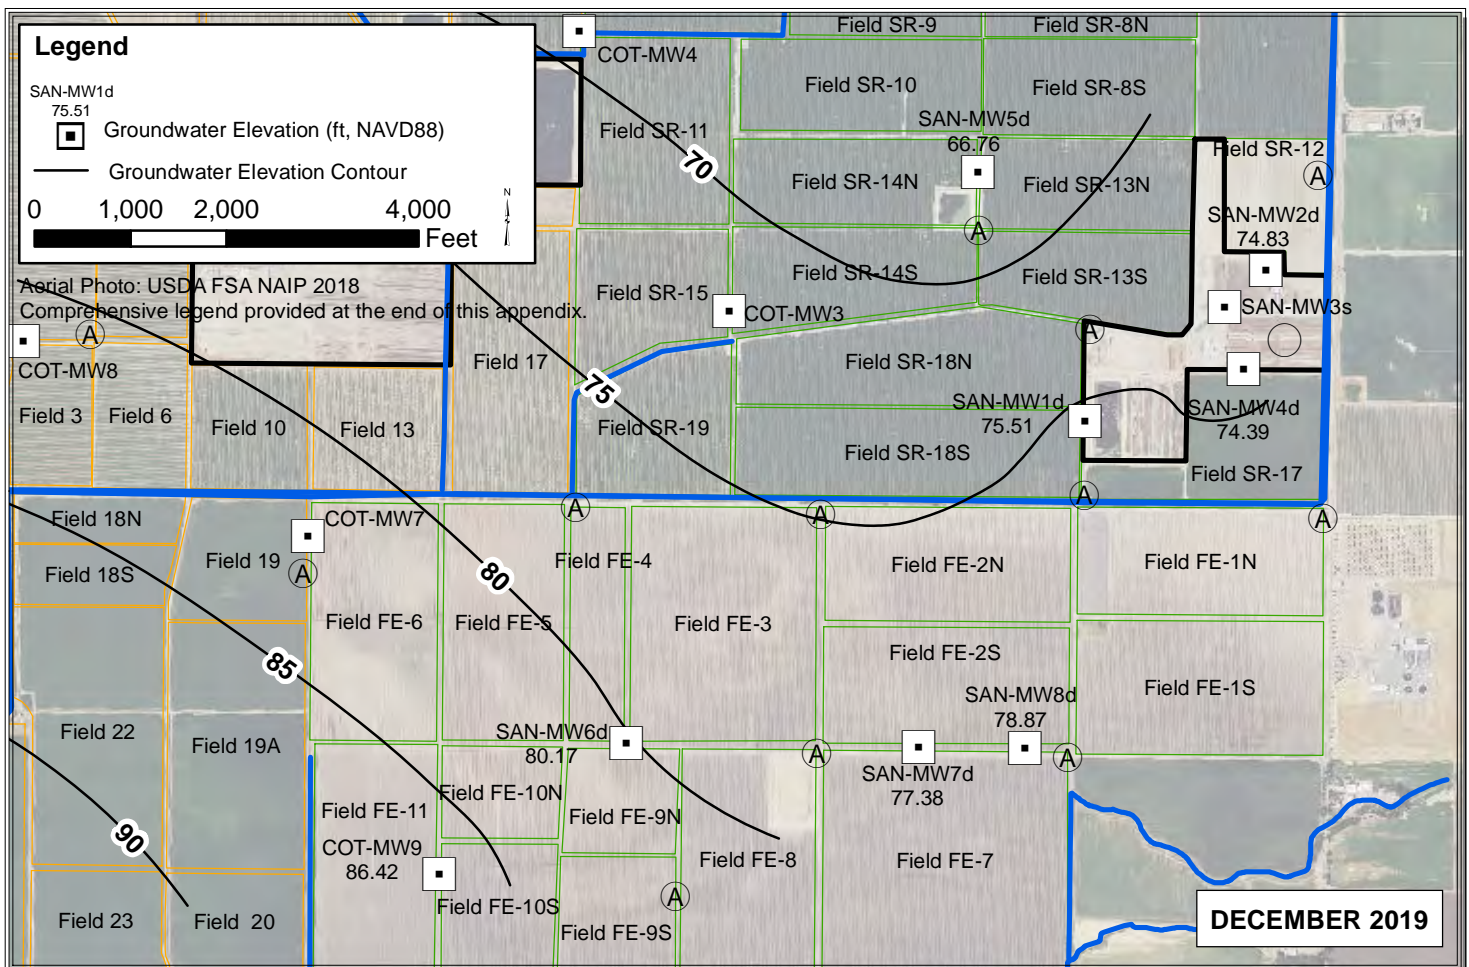 Legend
SAN-MW1d
75.51
Groundwater Elevation (ft, NAVD88)
Groundwater Elevation Contour
N
0 1,000 2,000 4,000
Feet
Aerial Photo: USDA FSA NAIP 2018
Comprehensive legend provided at the end of this appendix.
COT-MW4
Field SR-9
Field SR-8N
Field SR-10
Field SR-8S
Field SR-11
SAN-MW5d
66.76
70
Field SR-12
A
Field SR-14N
Field SR-13N
SAN-MW2d
74.83
A
Field SR-14S
Field SR-13S
Field SR-15
COT-MW3
SAN-MW3s
A
A
COT-MW8
Field 17
Field SR-18N
75
Field 3
Field 6
Field 10
Field 13
Field SR-19
SAN-MW1d
75.51
SAN-MW4d
74.39
Field SR-18S
Field SR-17
A
A
A
A
Field 18N
COT-MW7
Field 19
Field FE-4
Field FE-2N
Field FE-1N
Field 18S
A
80
Field FE-6
Field FE-5
Field FE-3
Field FE-2S
85
Field FE-1S
SAN-MW8d
78.87
Field 22
Field 19A
SAN-MW6d
80.17
A
A
SAN-MW7d
77.38
Field FE-10N
Field FE-11
Field FE-9N
90
COT-MW9
86.42
Field FE-8
Field FE-7
A
Field FE-10S
Field 23
Field 20
Field FE-9S
DECEMBER 2019